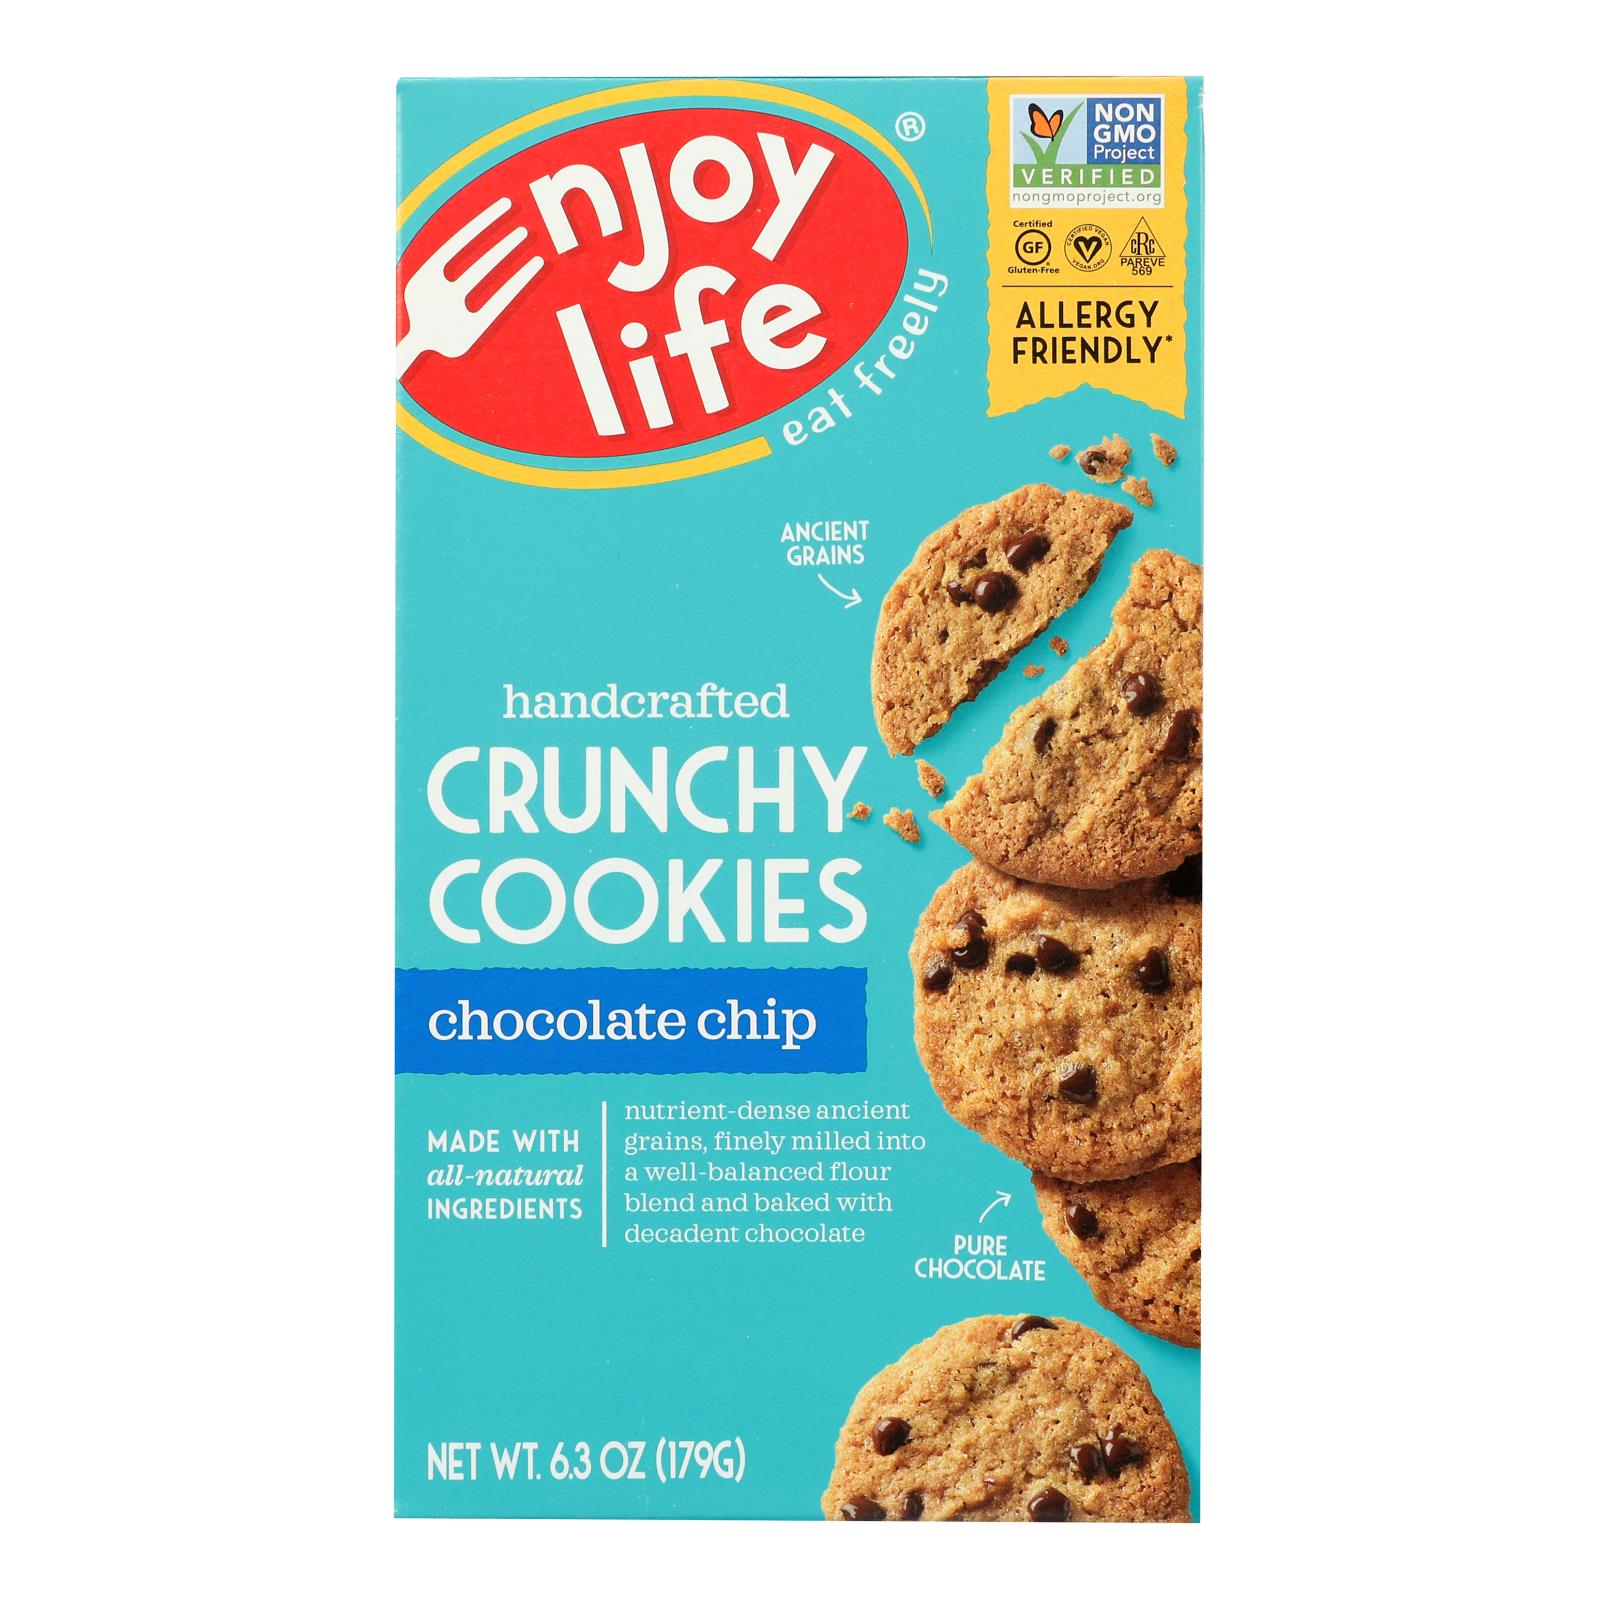 Enjoy
life
®
eat freely
NON
GMO
Project
VERIFIED
nongmoproject.org
Certified
GF
Gluten-Free
CERTIFIED VEGAN
VEGAN.ORG
cRc
PAREVE
569
ALLERGY
FRIENDLY*
ANCIENT
GRAINS
handcrafted
CRUNCHY
COOKIES
chocolate chip
MADE WITH
all-natural
INGREDIENTS
nutrient-dense ancient
grains, finely milled into
a well-balanced flour
blend and baked with
decadent chocolate
PURE
CHOCOLATE
NET WT. 6.3 OZ (179G)